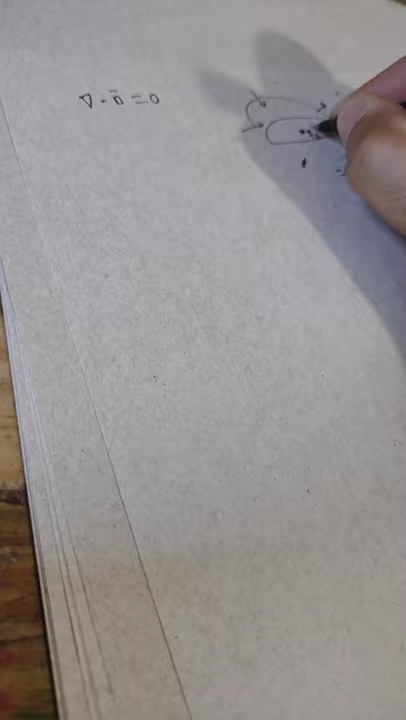 ∇ · ā = 0